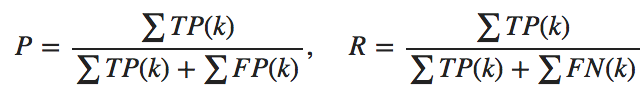 P = ∑ TP(k) / (∑ TP(k) + ∑ FP(k)), R = ∑ TP(k) / (∑ TP(k) + ∑ FN(k))